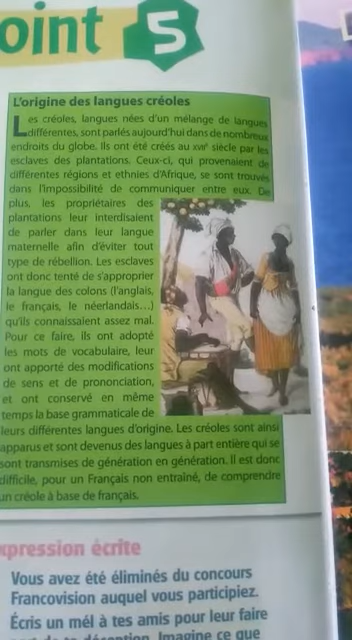 oint 5
L'origine des langues créoles
Les créoles, langues nées d'un mélange de langues
différentes, sont parlés aujourd'hui dans de nombreux
endroits du globe. Ils ont été créés au XVIIe siècle par les
esclaves des plantations. Ceux-ci, qui provenaient de
différentes régions et ethnies d'Afrique, se sont trouvés
dans l'impossibilité de communiquer entre eux. De
plus, les propriétaires des
plantations leur interdisaient
de parler dans leur langue
maternelle afin d'éviter tout
type de rébellion. Les esclaves
ont donc tenté de s'approprier
la langue des colons (l'anglais,
le français, le néerlandais...)
qu'ils connaissaient assez mal.
Pour ce faire, ils ont adopté
les mots de vocabulaire, leur
ont apporté des modifications
de sens et de prononciation,
et ont conservé en même
temps la base grammaticale de
leurs différentes langues d'origine. Les créoles sont ainsi
apparus et sont devenus des langues à part entière qui se
sont transmises de génération en génération. Il est donc
difficile, pour un Français non entraîné, de comprendre
un créole à base de français.
xpression écrite
Vous avez été éliminés du concours
Francovision auquel vous participiez.
Écris un mél à tes amis pour leur faire
part de ta déception. Imagine ce que